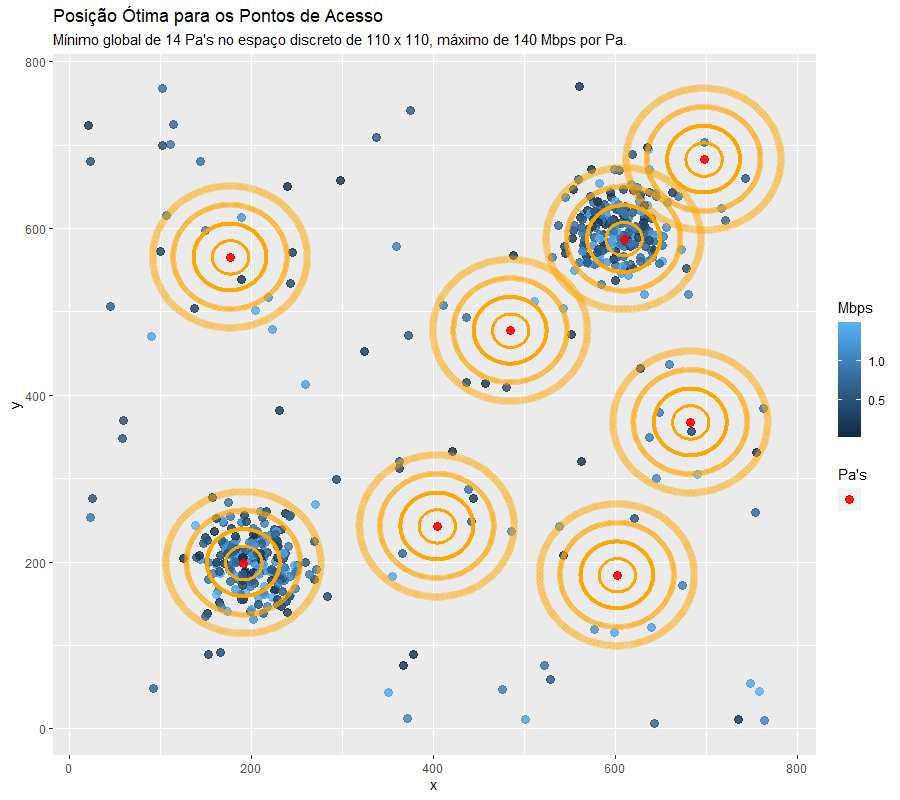 Posição Ótima para os Pontos de Acesso
Mínimo global de 14 Pa's no espaço discreto de 110 x 110, máximo de 140 Mbps por Pa.
800
600
400
200
0
y
0
200
400
600
800
x
Mbps
1.0
0.5
Pa's